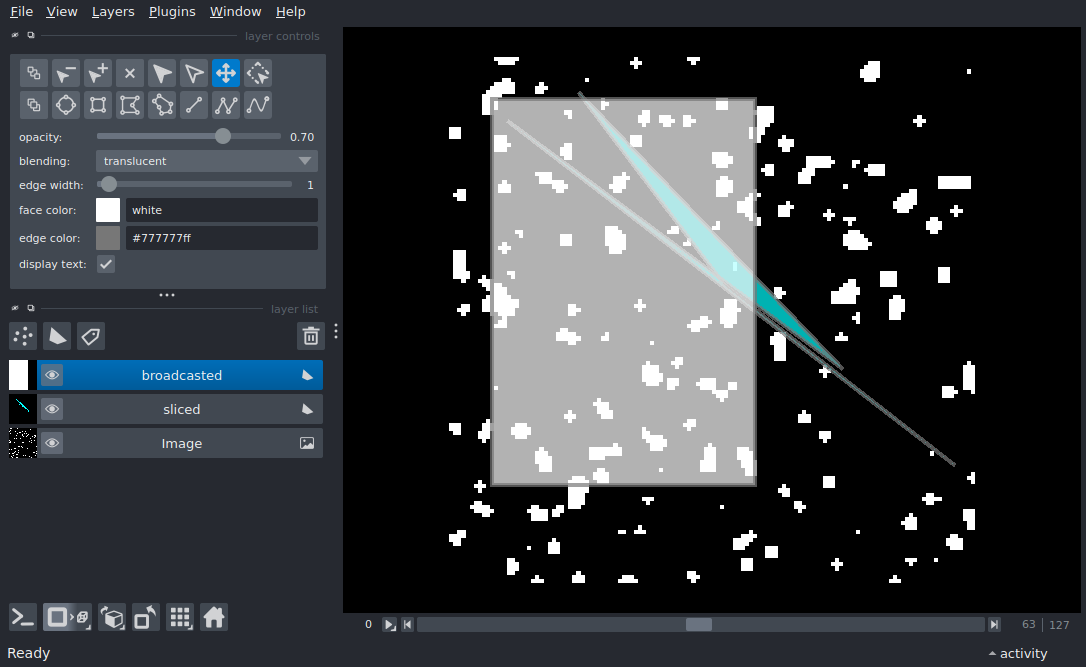 File View Layers Plugins Window Help
layer controls
opacity: 0.70
blending: translucent
edge width: 1
face color: white
edge color: #777777ff
display text:
layer list
broadcasted
sliced
Image
0 63 127
Ready activity